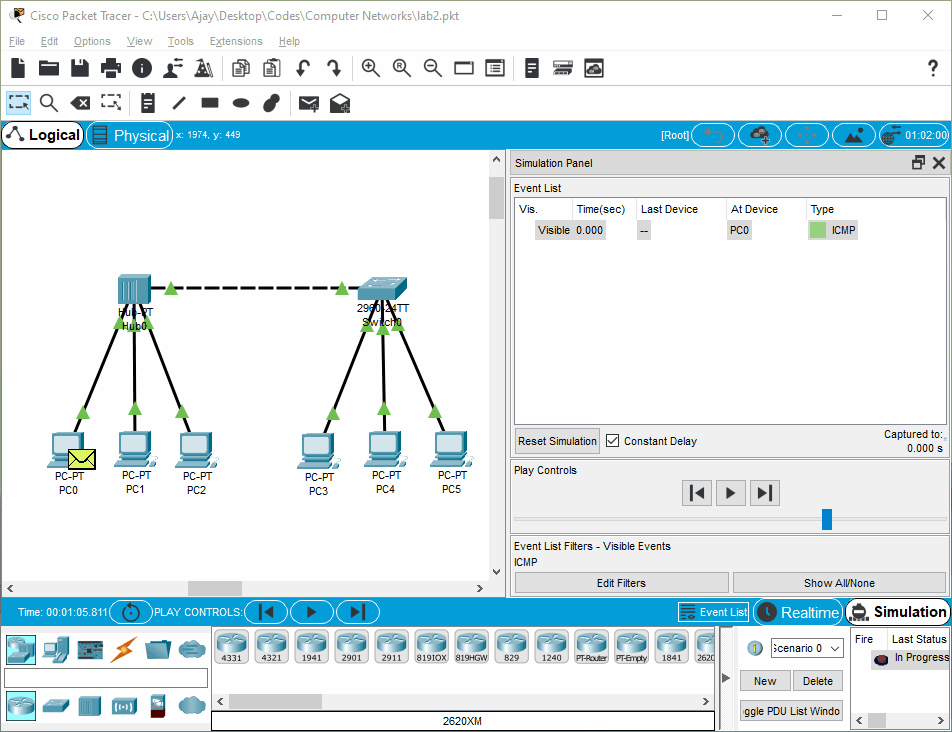 Cisco Packet Tracer - C:\Users\Ajay\Desktop\Codes\Computer Networks\lab2.pkt
File Edit Options View Tools Extensions Help
Logical Physical x: 1974, y: 449 [Root] 01:02:00
Simulation Panel
Event List
Vis. Time(sec) Last Device At Device Type
Visible 0.000 -- PC0 ICMP
Hub-PT
Hub0
2960-24TT
Switch0
PC-PT
PC0
PC-PT
PC1
PC-PT
PC2
PC-PT
PC3
PC-PT
PC4
PC-PT
PC5
Reset Simulation Constant Delay
Captured to:
0.000 s
Play Controls
Event List Filters - Visible Events
ICMP
Edit Filters Show All/None
Time: 00:01:05.811 PLAY CONTROLS: Event List Realtime Simulation
4331 4321 1941 2901 2911 819IOX 819HGW 829 1240 PT-Router PT-Empty 1841 2620
2620XM
Scenario 0
New Delete
ggle PDU List Windo
Fire Last Status
In Progress